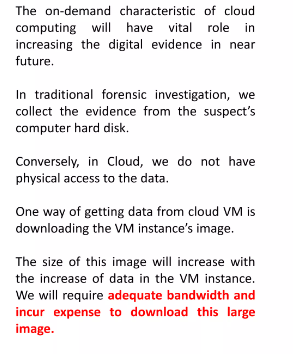 The on-demand characteristic of cloud
computing will have vital role in
increasing the digital evidence in near
future.
In traditional forensic investigation, we
collect the evidence from the suspect's
computer hard disk.
Conversely, in Cloud, we do not have
physical access to the data.
One way of getting data from cloud VM is
downloading the VM instance's image.
The size of this image will increase with
the increase of data in the VM instance.
We will require adequate bandwidth and
incur expense to download this large
image.